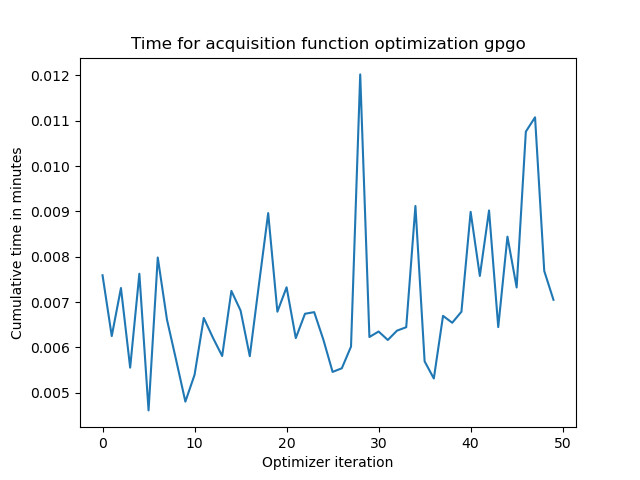 Time for acquisition function optimization gpgo
Cumulative time in minutes
0.012
0.011
0.010
0.009
0.008
0.007
0.006
0.005
0 10 20 30 40 50
Optimizer iteration